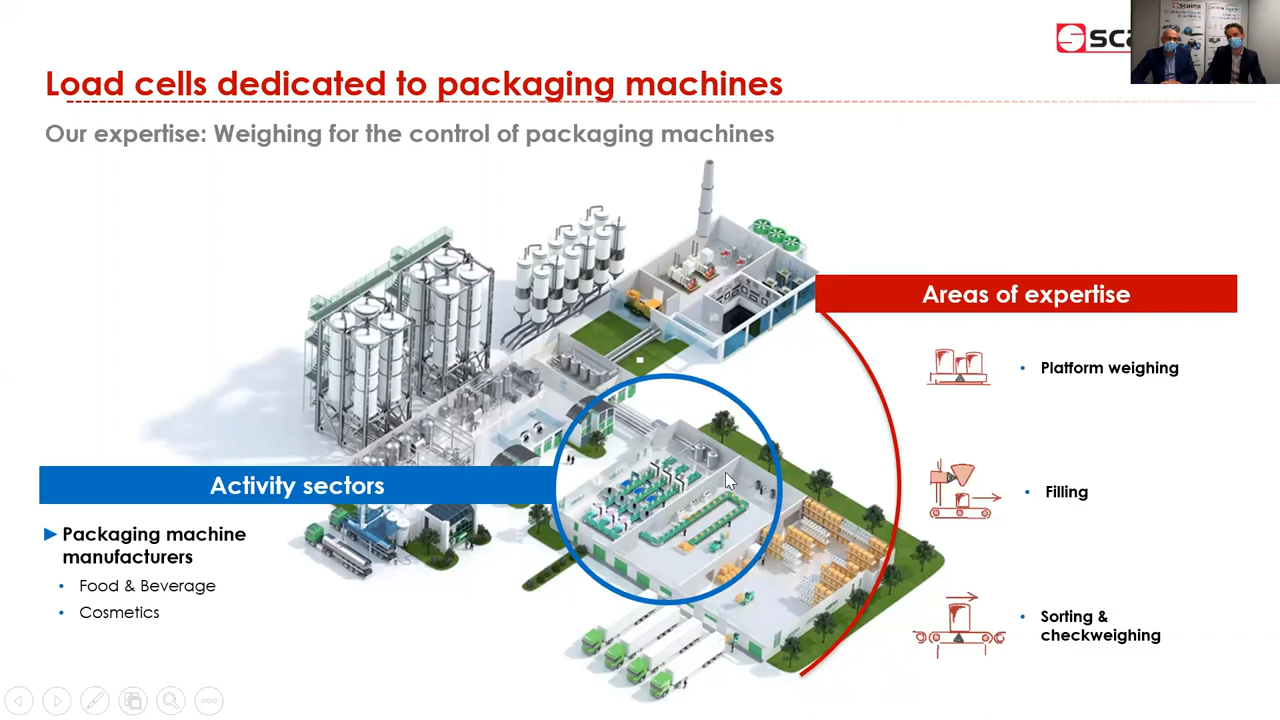 Load cells dedicated to packaging machines
Our expertise: Weighing for the control of packaging machines
Areas of expertise
• Platform weighing
• Filling
• Sorting &
checkweighing
Activity sectors
Packaging machine
manufacturers
• Food & Beverage
• Cosmetics